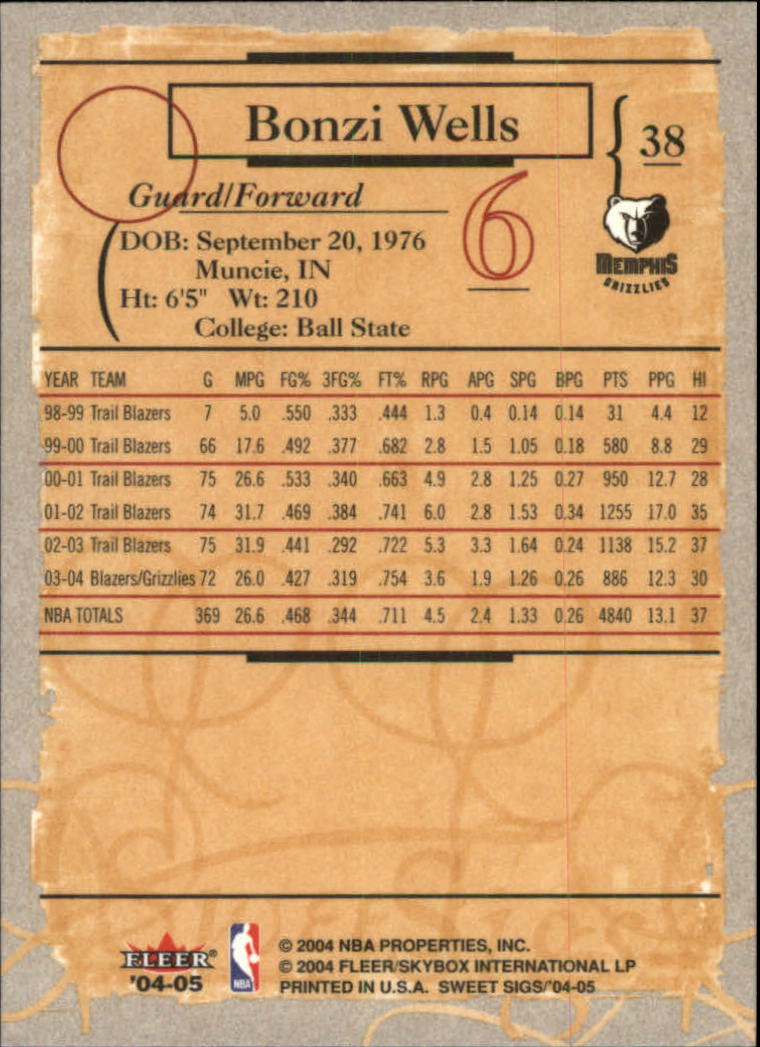 Bonzi Wells
38
Guard/Forward
6
DOB: September 20, 1976
Muncie, IN
Ht: 6'5" Wt: 210
College: Ball State
MEMPHIS
GRIZZLIES
YEAR TEAM G MPG FG% 3FG% FT% RPG APG SPG BPG PTS PPG HI
98-99 Trail Blazers 7 5.0 .550 .333 .444 1.3 0.4 0.14 0.14 31 4.4 12
99-00 Trail Blazers 66 17.6 .492 .377 .682 2.8 1.5 1.05 0.18 580 8.8 29
00-01 Trail Blazers 75 26.6 .533 .340 .663 4.9 2.8 1.25 0.27 950 12.7 28
01-02 Trail Blazers 74 31.7 .469 .384 .741 6.0 2.8 1.53 0.34 1255 17.0 35
02-03 Trail Blazers 75 31.9 .441 .292 .722 5.3 3.3 1.64 0.24 1138 15.2 37
03-04 Blazers/Grizzlies 72 26.0 .427 .319 .754 3.6 1.9 1.26 0.26 886 12.3 30
NBA TOTALS 369 26.6 .468 .344 .711 4.5 2.4 1.33 0.26 4840 13.1 37
FLEER®
'04-05
NBA
© 2004 NBA PROPERTIES, INC.
© 2004 FLEER/SKYBOX INTERNATIONAL LP
PRINTED IN U.S.A. SWEET SIGS/'04-05